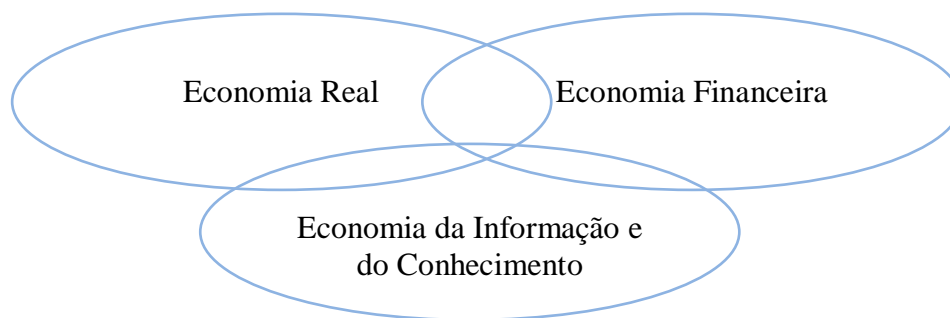 Economia Real
Economia Financeira
Economia da Informação e
do Conhecimento